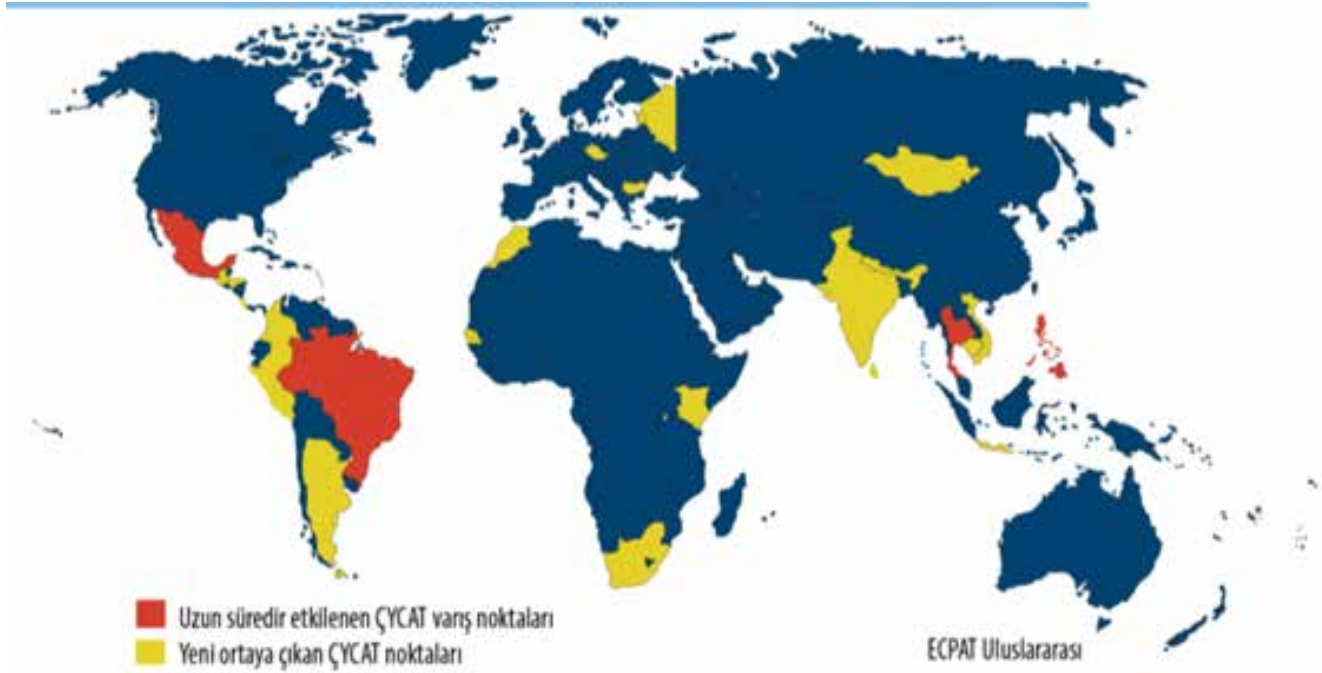 Uzun süredir etkilenen ÇYCAT varış noktaları
Yeni ortaya çıkan ÇYCAT noktaları
ECPAT Uluslararası